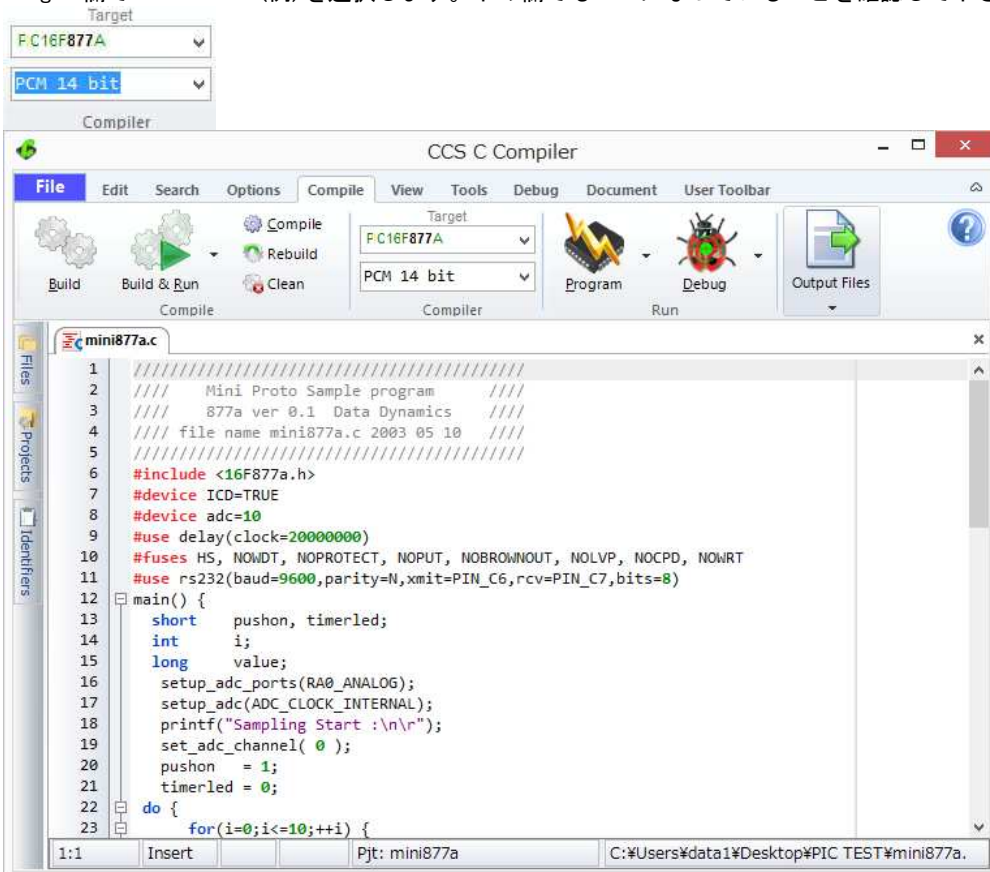 Target
PIC16F877A
PCM 14 bit
Compiler
CCS C Compiler
File Edit Search Options Compile View Tools Debug Document User Toolbar
Build
Build & Run
Compile
Rebuild
Clean
Compile
Target
PIC16F877A
PCM 14 bit
Compiler
Program
Debug
Run
Output Files
Files
Projects
Identifiers
mini877a.c
1 ///////////////////////////////////////////
2 //// Mini Proto Sample program ////
3 //// 877a ver 0.1 Data Dynamics ////
4 //// file name mini877a.c 2003 05 10 ////
5 ///////////////////////////////////////////
6 #include <16F877a.h>
7 #device ICD=TRUE
8 #device adc=10
9 #use delay(clock=20000000)
10 #fuses HS, NOWDT, NOPROTECT, NOPUT, NOBROWNOUT, NOLVP, NOCPD, NOWRT
11 #use rs232(baud=9600,parity=N,xmit=PIN_C6,rcv=PIN_C7,bits=8)
12 main() {
13 short pushon, timerled;
14 int i;
15 long value;
16 setup_adc_ports(RA0_ANALOG);
17 setup_adc(ADC_CLOCK_INTERNAL);
18 printf("Sampling Start :\n\r");
19 set_adc_channel( 0 );
20 pushon = 1;
21 timerled = 0;
22 do {
23 for(i=0;i<=10;++i) {
1:1 Insert Pjt: mini877a C:¥Users¥data1¥Desktop¥PIC TEST¥mini877a.